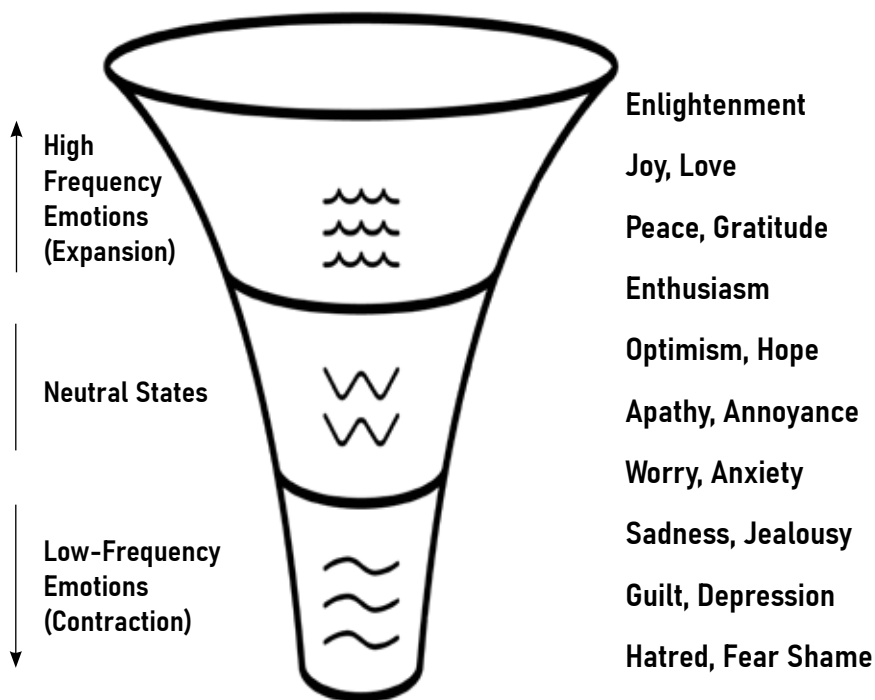 High
Frequency
Emotions
(Expansion)
Neutral States
Low-Frequency
Emotions
(Contraction)
Enlightenment
Joy, Love
Peace, Gratitude
Enthusiasm
Optimism, Hope
Apathy, Annoyance
Worry, Anxiety
Sadness, Jealousy
Guilt, Depression
Hatred, Fear Shame